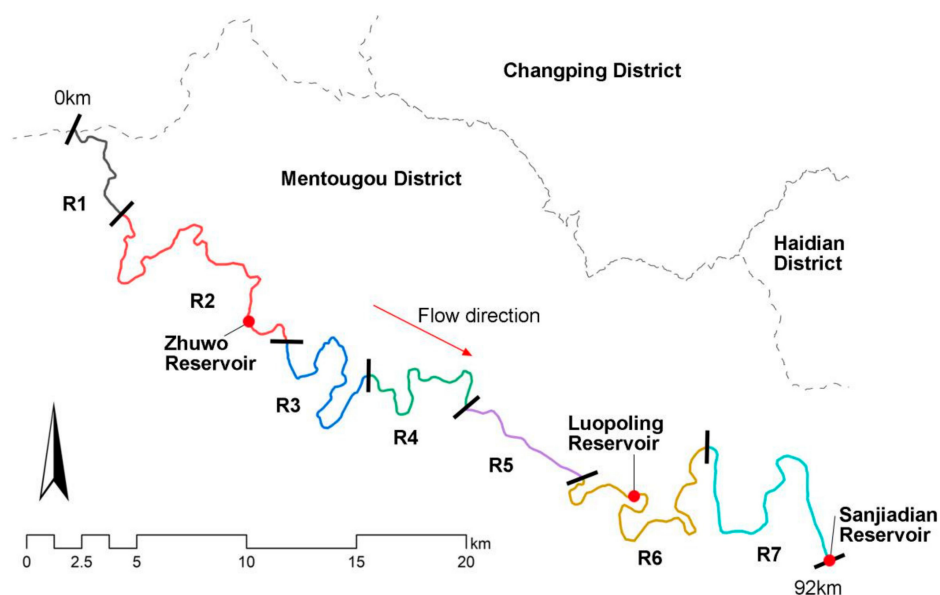 Changping District
0km
Mentougou District
R1
Haidian
District
R2
Flow direction
Zhuwo
Reservoir
R3
R4
Luopoling
Reservoir
R5
Sanjiadian
Reservoir
R6
R7
km
0
2.5
5
10
15
20
92km